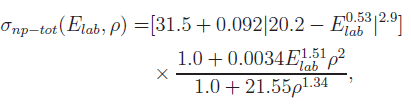 σ_{np−tot}(E_{lab}, ρ) =[31.5 + 0.092|20.2 − E_{lab}^{0.53}|^{2.9}]
× \frac{1.0 + 0.0034E_{lab}^{1.51}ρ^{2}}{1.0 + 21.55ρ^{1.34}},